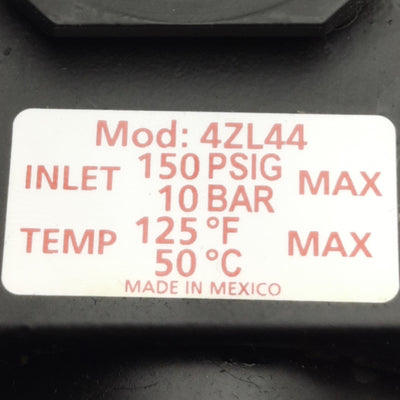 Mod: 4ZL44
INLET 150 PSIG MAX
10 BAR
TEMP 125 °F MAX
50 °C
MADE IN MEXICO